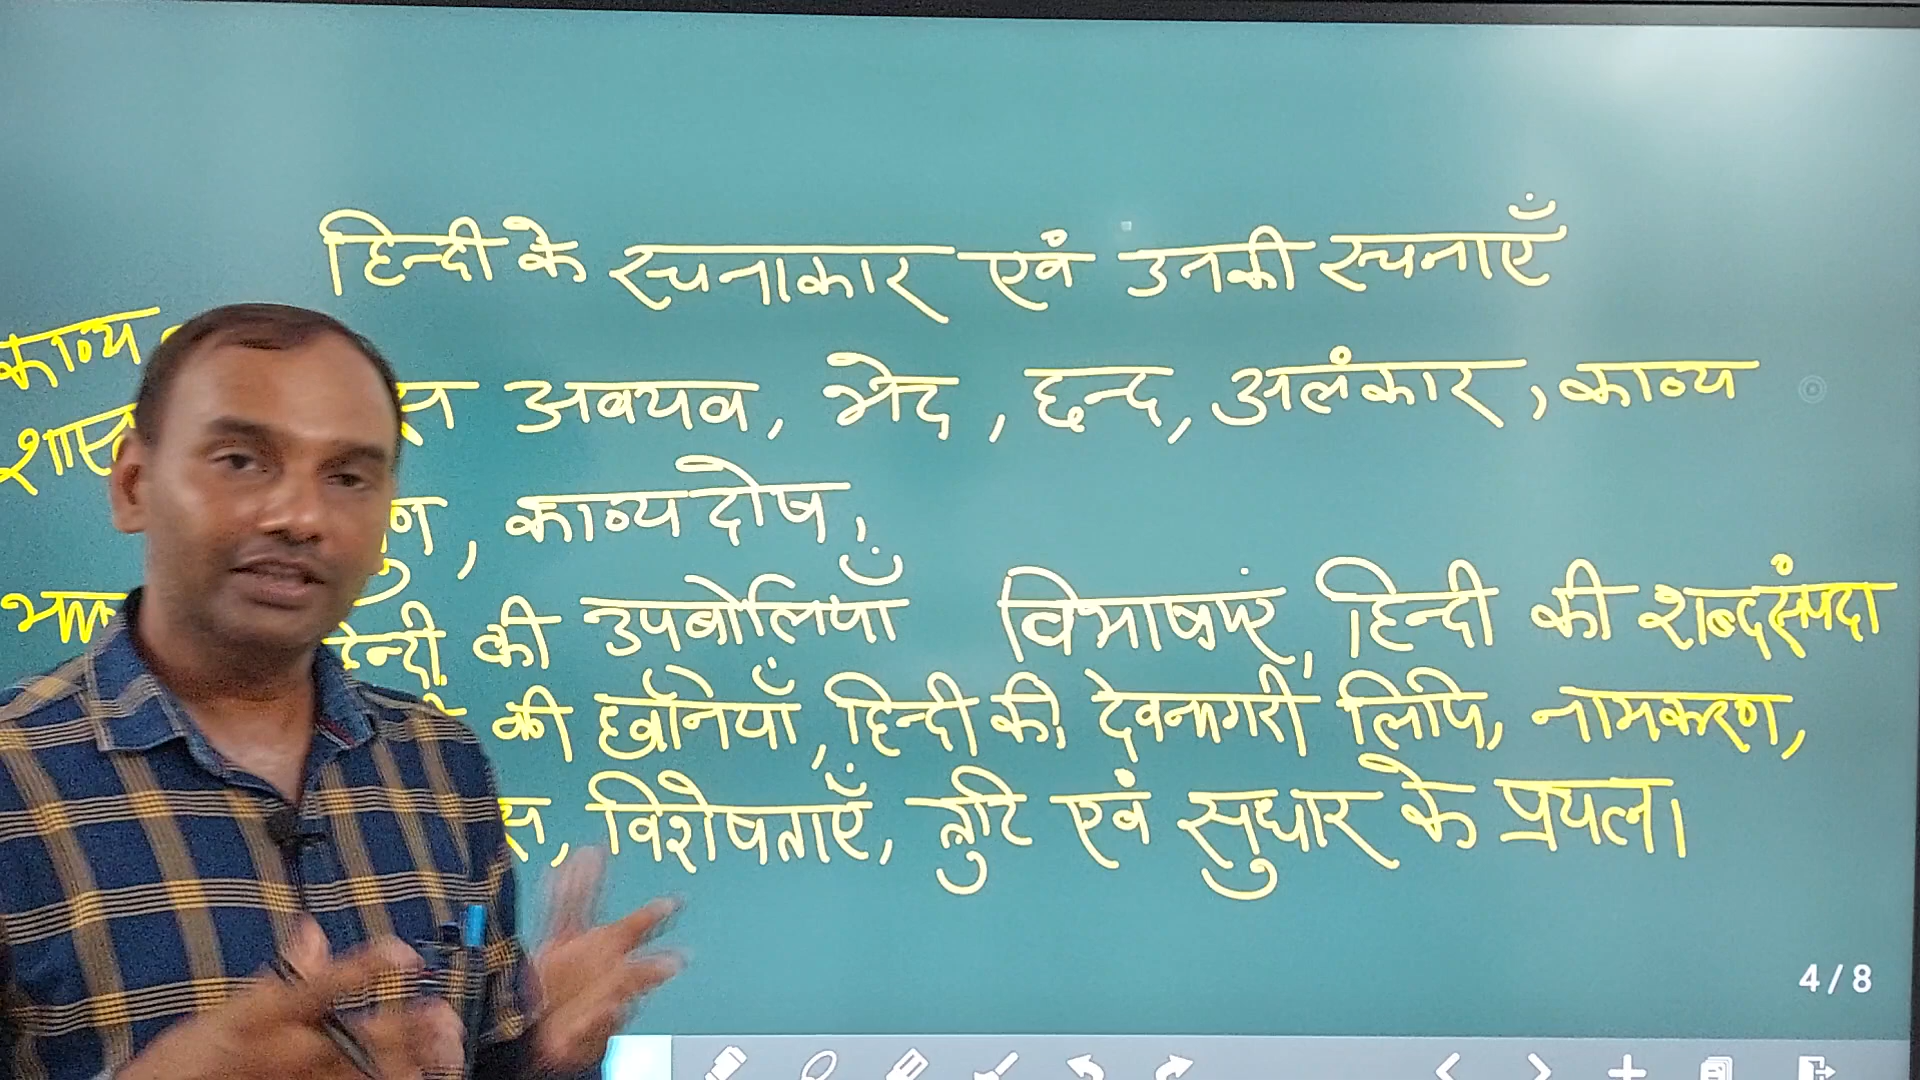 हिन्दी के रचनाकार एवं उनकी रचनाएँ
काव्य अवयव, भेद, छन्द, अलंकार, काव्य
काव्य दोष,
हिन्दी की उपबोलियाँ विभाषाएं, हिन्दी की शब्दसंपदा
की ध्वनियाँ, हिन्दी की देवनागरी लिपि, नामकरण,
विशेषताएँ, त्रुटि एवं सुधार के प्रयत्न।
4/8